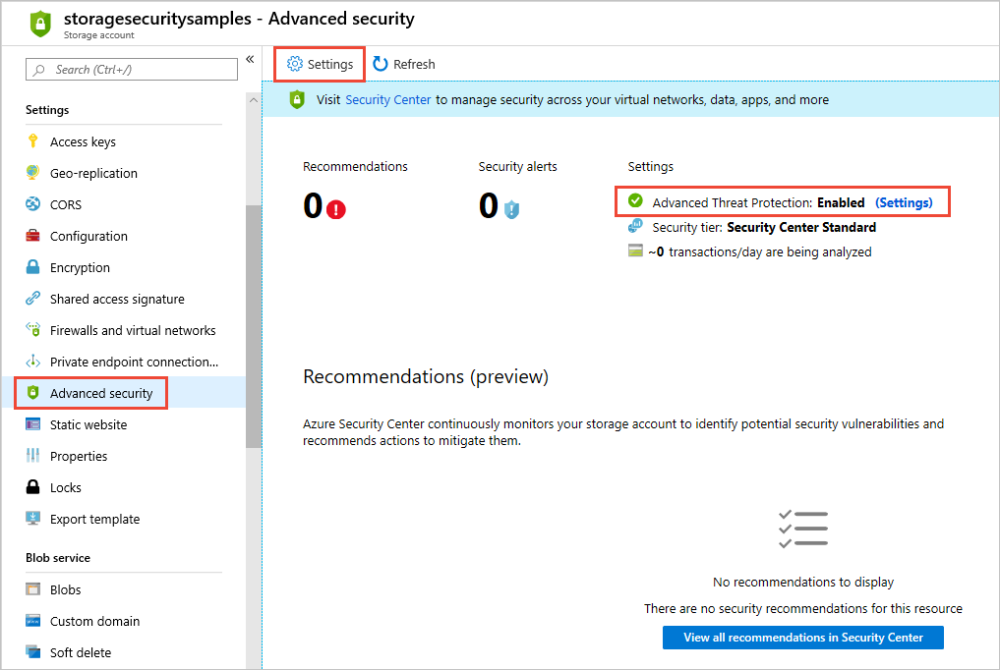 storagesecuritysamples - Advanced security
Storage account
Search (Ctrl+/)
«
Settings
Refresh
Visit Security Center to manage security across your virtual networks, data, apps, and more
Settings
Access keys
Geo-replication
CORS
Configuration
Encryption
Shared access signature
Firewalls and virtual networks
Private endpoint connection...
Advanced security
Static website
Properties
Locks
Export template
Blob service
Blobs
Custom domain
Soft delete
Recommendations
0
Security alerts
0
Settings
Advanced Threat Protection: Enabled (Settings)
Security tier: Security Center Standard
~0 transactions/day are being analyzed
Recommendations (preview)
Azure Security Center continuously monitors your storage account to identify potential security vulnerabilities and
recommends actions to mitigate them.
No recommendations to display
There are no security recommendations for this resource
View all recommendations in Security Center